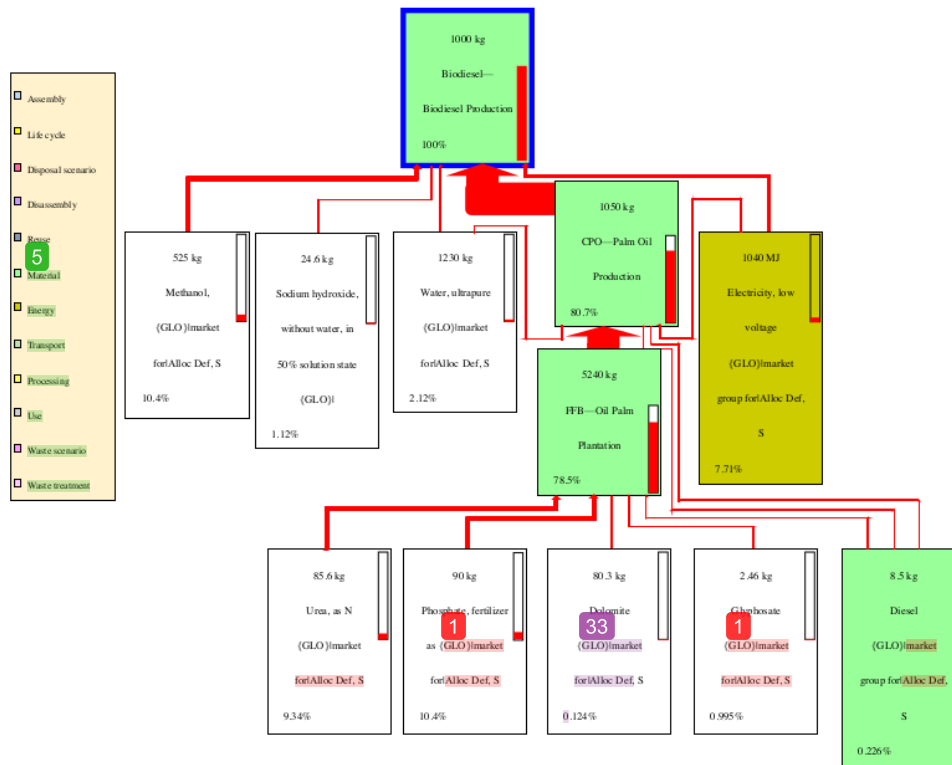 1000 kg
Biodiesel—
Biodiesel Production
100%
Assembly
Life cycle
Disposal scenario
Disassembly
Reuse
5
Material
Energy
Transport
Processing
Use
Waste scenario
Waste treatment
525 kg
Methanol,
{GLO}|market
for|Alloc Def, S
10.4%
24.6 kg
Sodium hydroxide,
without water, in
50% solution state
{GLO}|
1.12%
1230 kg
Water, ultrapure
{GLO}|market
for|Alloc Def, S
2.12%
1050 kg
CPO—Palm Oil
Production
80.7%
1040 MJ
Electricity, low
voltage
{GLO}|market
group for|Alloc Def,
S
7.71%
5240 kg
FFB—Oil Palm
Plantation
78.5%
85.6 kg
Urea, as N
{GLO}|market
for|Alloc Def, S
9.34%
90 kg
Phosphate, fertilizer
1
as {GLO}|market
for|Alloc Def, S
10.4%
80.3 kg
Dolomite
33
{GLO}|market
for|Alloc Def, S
0.124%
2.46 kg
Glyphosate
1
{GLO}|market
for|Alloc Def, S
0.995%
8.5 kg
Diesel
{GLO}|market
group for|Alloc Def,
S
0.226%